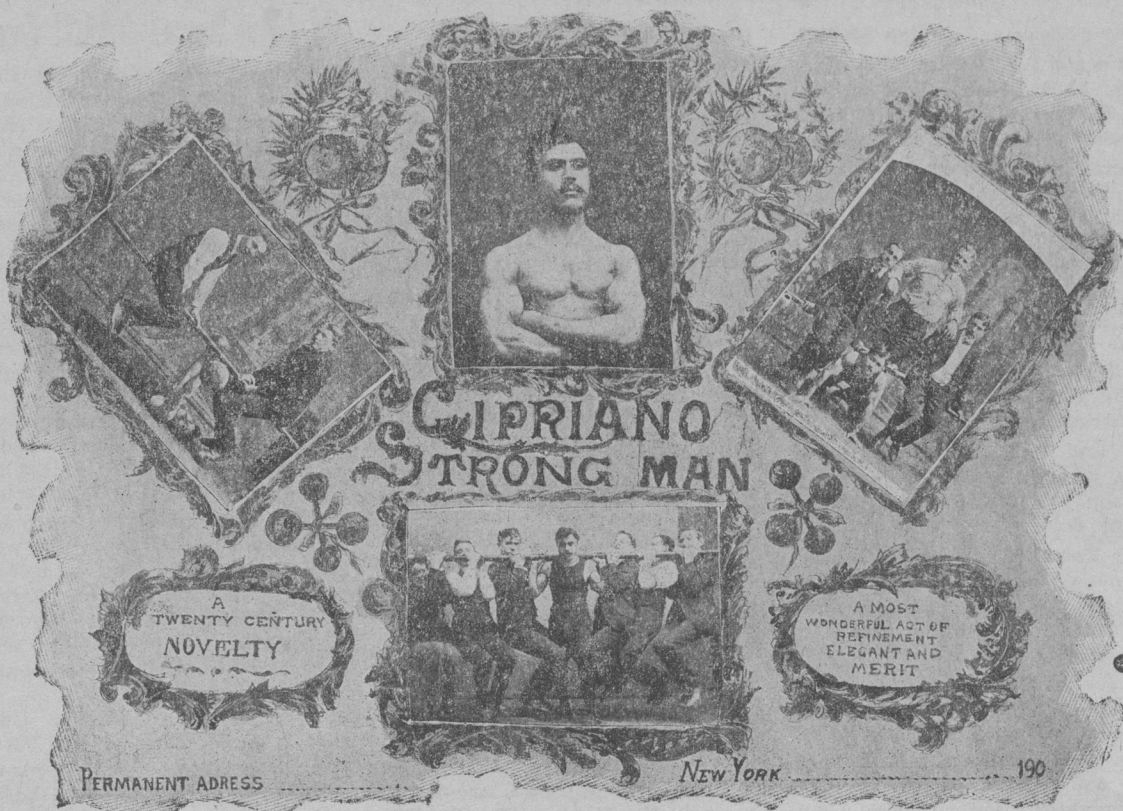 CIPRIANO
STRONG MAN
A
TWENTY CENTURY
NOVELTY
A MOST
WONDERFUL ACT OF
REFINEMENT
ELEGANT AND
MERIT
PERMANENT ADRESS
NEW YORK 190